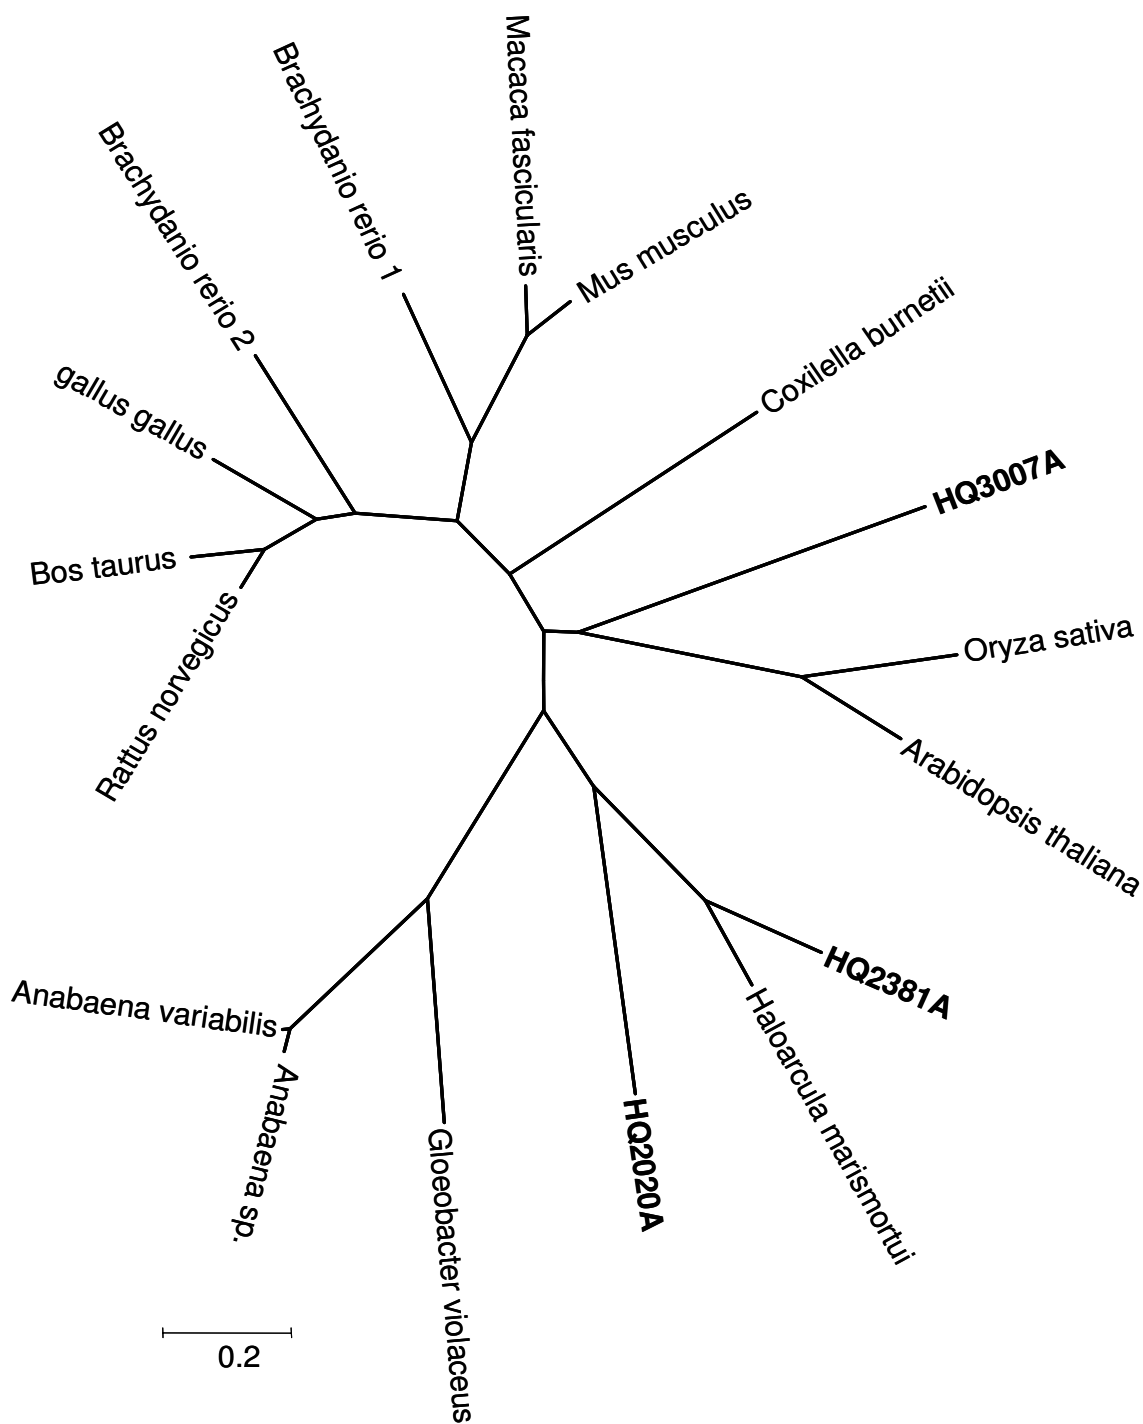 Macaca fascicularis
Brachydanio rerio 1
Brachydanio rerio 2
Mus musculus
Coxilella burnetii
gallus gallus
HQ3007A
Bos taurus
Oryza sativa
Rattus norvegicus
Arabidopsis thaliana
HQ2381A
Anabaena variabilis
Haloarcula marismortui
Anabaena sp.
HQ2020A
Gloeobacter violaceus
0.2